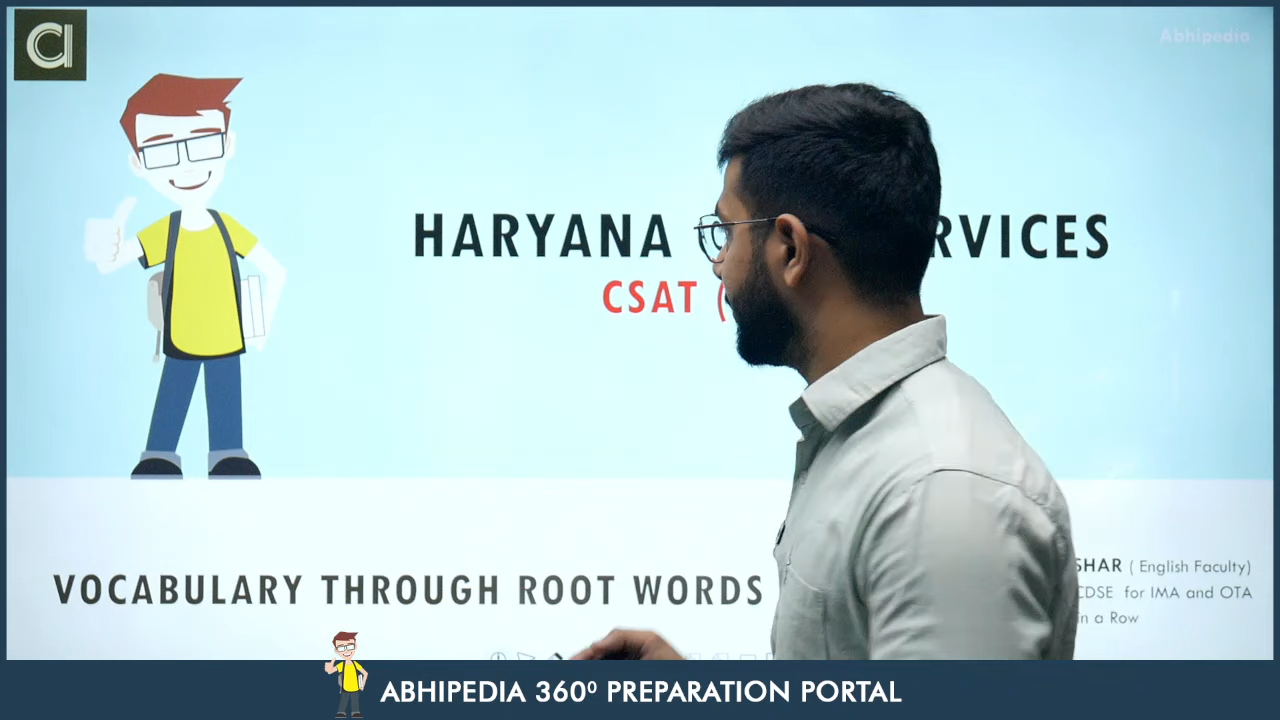 Abhipedia
HARYANA RVICES
CSAT (
VOCABULARY THROUGH ROOT WORDS
SHAR ( English Faculty)
CDSE for IMA and OTA
in a Row
ABHIPEDIA 360⁰ PREPARATION PORTAL